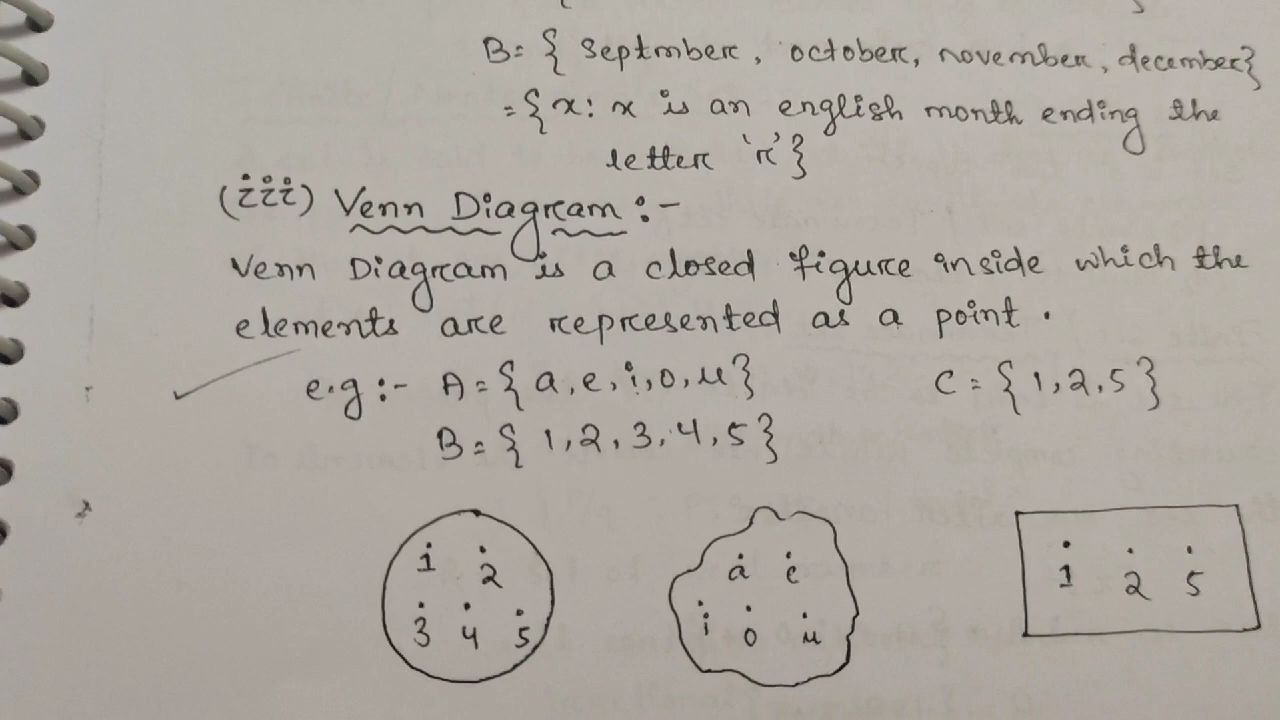 B = { septmber, october, november, december}
= { x : x is an english month ending the
letter 'r' }
(iii) Venn Diagram :-
Venn Diagram is a closed figure inside which the
elements are represented as a point .
e.g :- A = { a, e, i, o, u } C = { 1, 2, 5 }
B = { 1, 2, 3, 4, 5 }
1 2 a e 1 2 5
3 4 5 i o u